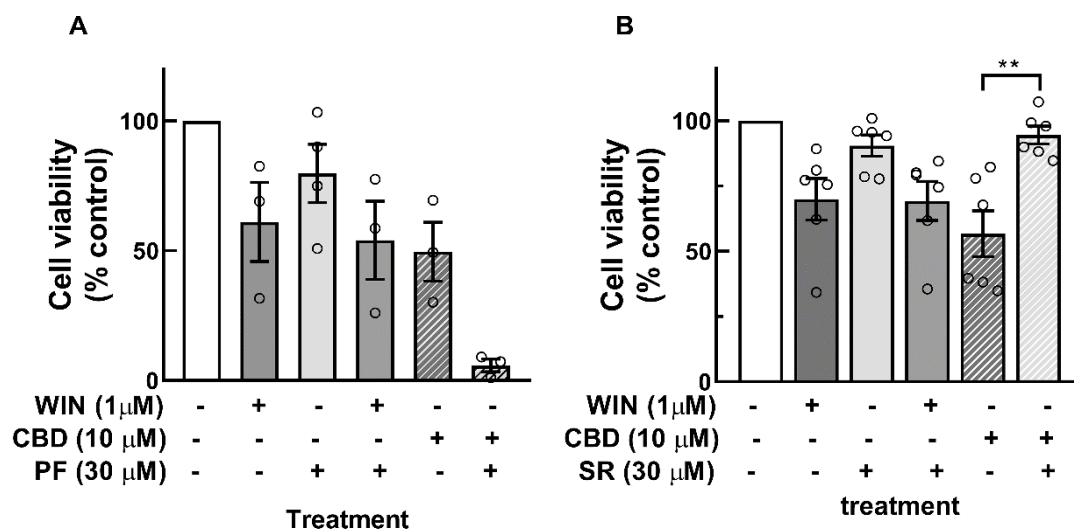 A
Cell viability
(% control)
100
50
0
WIN (1μM) - + - + - -
CBD (10 μM) - - - - + +
PF (30 μM) - - + + - +
Treatment
B
**
Cell viability
(% control)
100
50
0
WIN (1μM) - + - + - -
CBD (10 μM) - - - - + +
SR (30 μM) - - + + - +
treatment